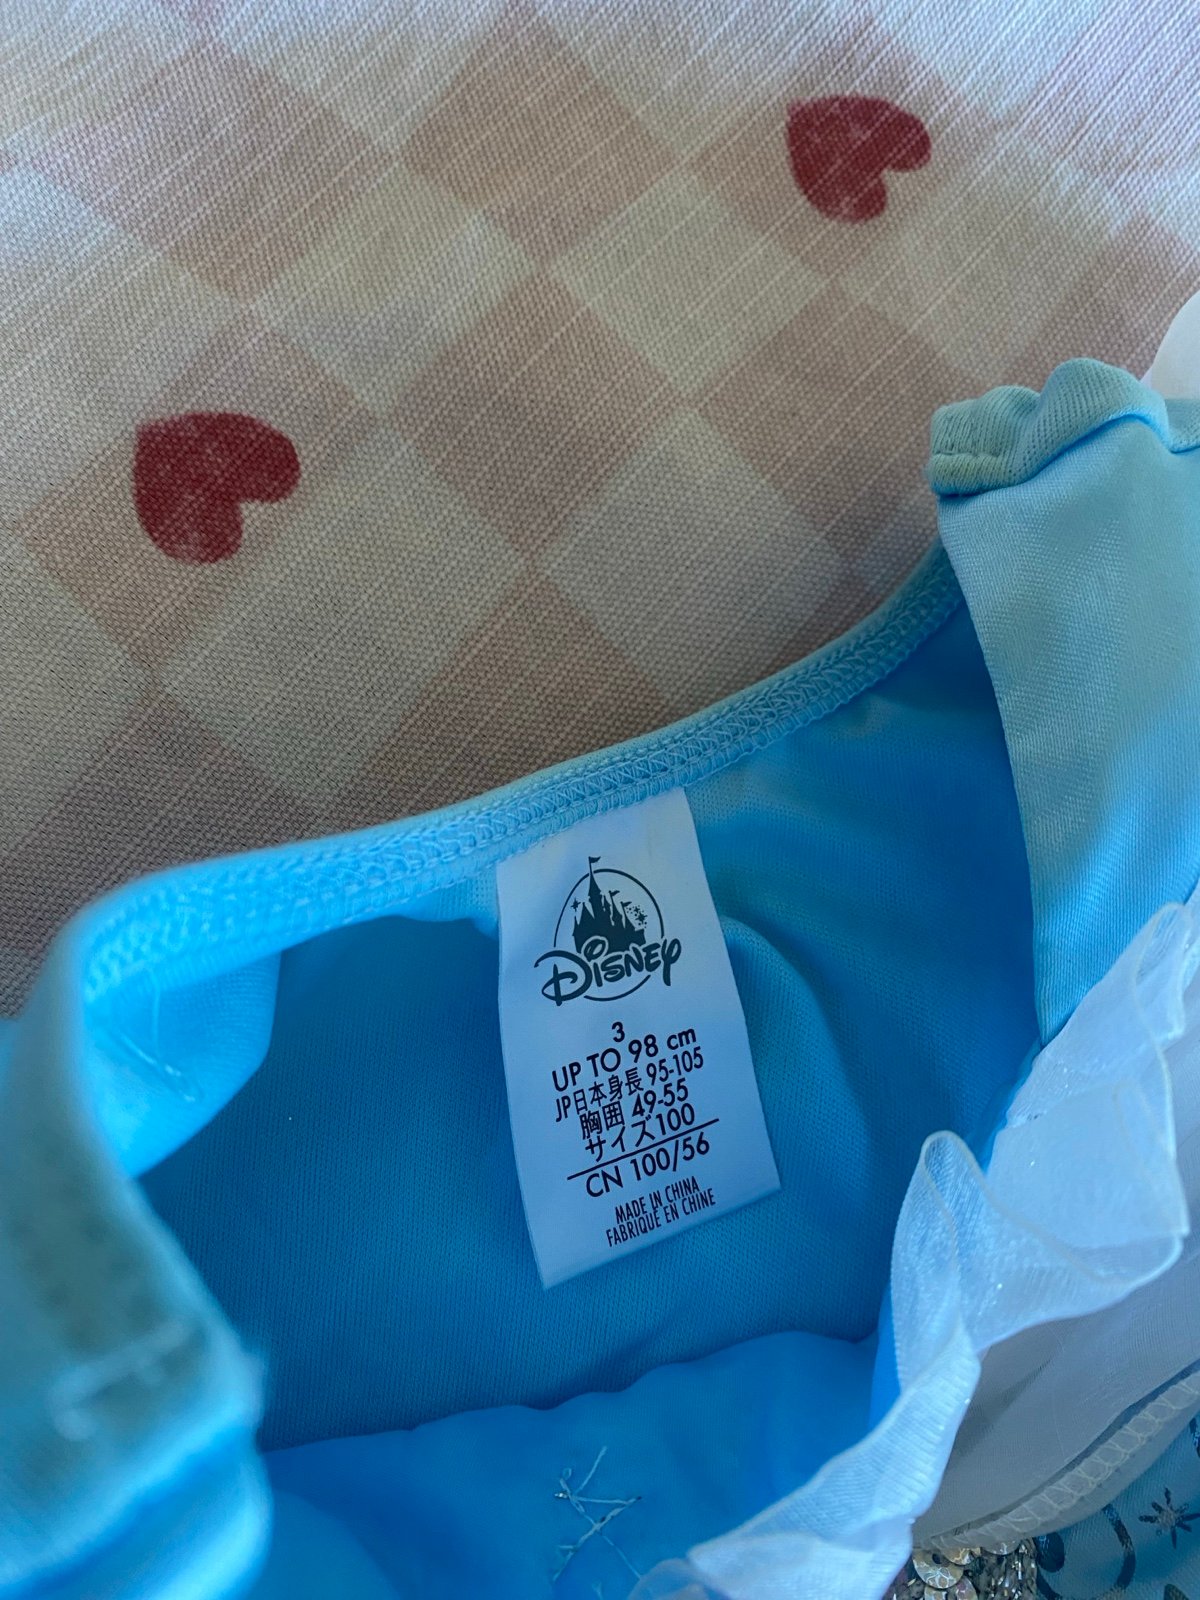 Disney
3
UP TO 98 cm
JP日本身長 95-105
胸囲 49-55
サイズ100
CN 100/56
MADE IN CHINA
FABRIQUÉ EN CHINE